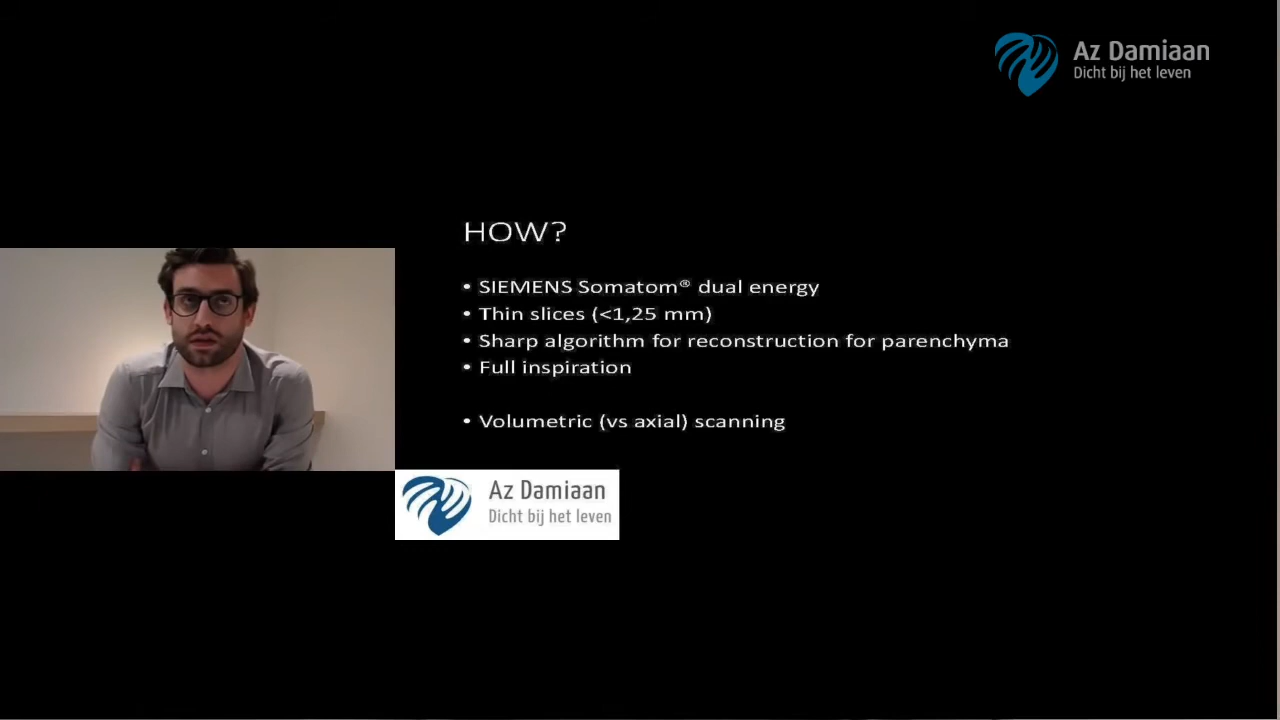 Az Damiaan
Dicht bij het leven
HOW?
• SIEMENS Somatom® dual energy
• Thin slices (<1,25 mm)
• Sharp algorithm for reconstruction for parenchyma
• Full inspiration
• Volumetric (vs axial) scanning
Az Damiaan
Dicht bij het leven